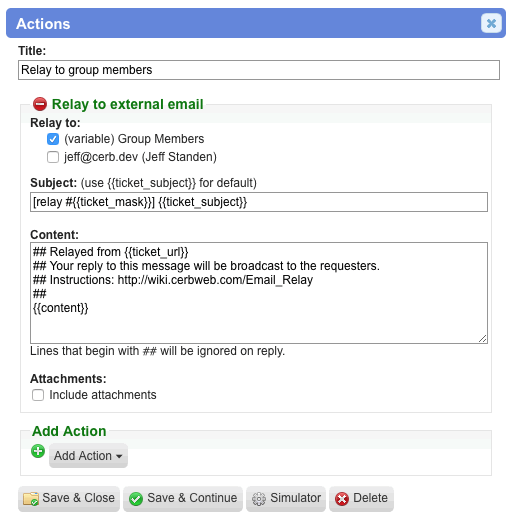 Actions
Title:
Relay to group members
Relay to external email
Relay to:
(variable) Group Members
jeff@cerb.dev (Jeff Standen)
Subject: (use {{ticket_subject}} for default)
[relay #{{ticket_mask}}] {{ticket_subject}}
Content:
## Relayed from {{ticket_url}}
## Your reply to this message will be broadcast to the requesters.
## Instructions: http://wiki.cerbweb.com/Email_Relay
##
{{content}}
Lines that begin with ## will be ignored on reply.
Attachments:
Include attachments
Add Action
Add Action
Save & Close Save & Continue Simulator Delete